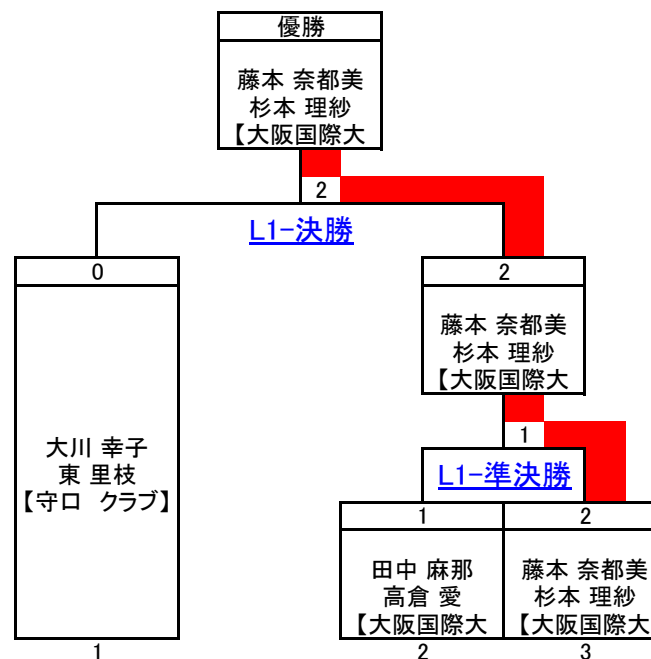 優勝
藤本 奈都美
杉本 理紗
【大阪国際大
2
L1-決勝
0
大川 幸子
東 里枝
【守口 クラブ】
1
2
藤本 奈都美
杉本 理紗
【大阪国際大
1
L1-準決勝
1
田中 麻那
高倉 愛
【大阪国際大
2
2
藤本 奈都美
杉本 理紗
【大阪国際大
3